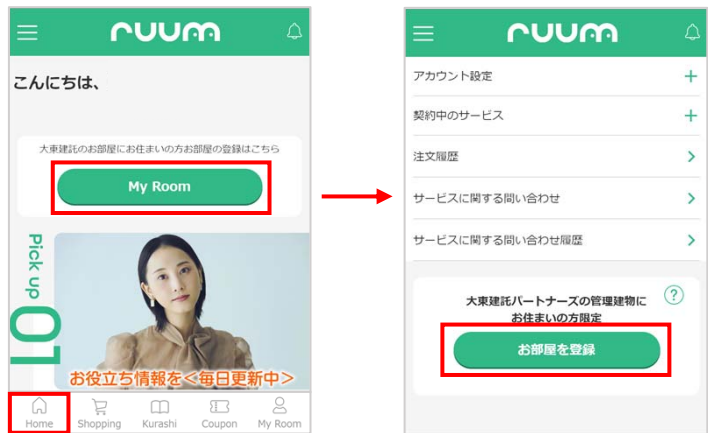 ruum
こんにちは、
大東建託のお部屋にお住まいの方お部屋の登録はこちら
My Room
Pick up
01
お役立ち情報を<毎日更新中>
Home
Shopping
Kurashi
Coupon
My Room
ruum
アカウント設定
契約中のサービス
注文履歴
サービスに関する問い合わせ
サービスに関する問い合わせ履歴
大東建託パートナーズの管理建物に
お住まいの方限定
?
お部屋を登録